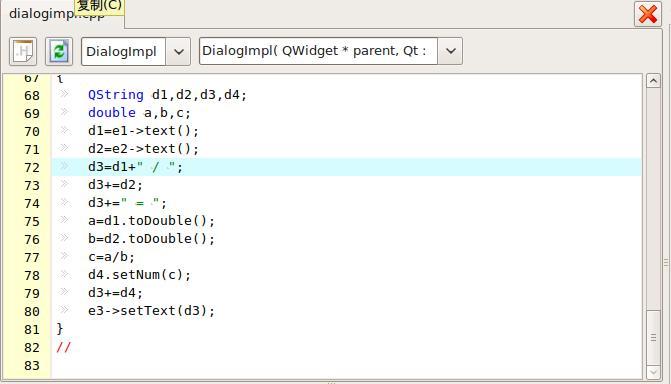 复制(C)
dialogimpl.cpp
.H
DialogImpl
DialogImpl( QWidget * parent, Qt :
67 {
68 QString d1,d2,d3,d4;
69 double a,b,c;
70 d1=e1->text();
71 d2=e2->text();
72 d3=d1+" / ";
73 d3+=d2;
74 d3+=" = ";
75 a=d1.toDouble();
76 b=d2.toDouble();
77 c=a/b;
78 d4.setNum(c);
79 d3+=d4;
80 e3->setText(d3);
81 }
82 //
83